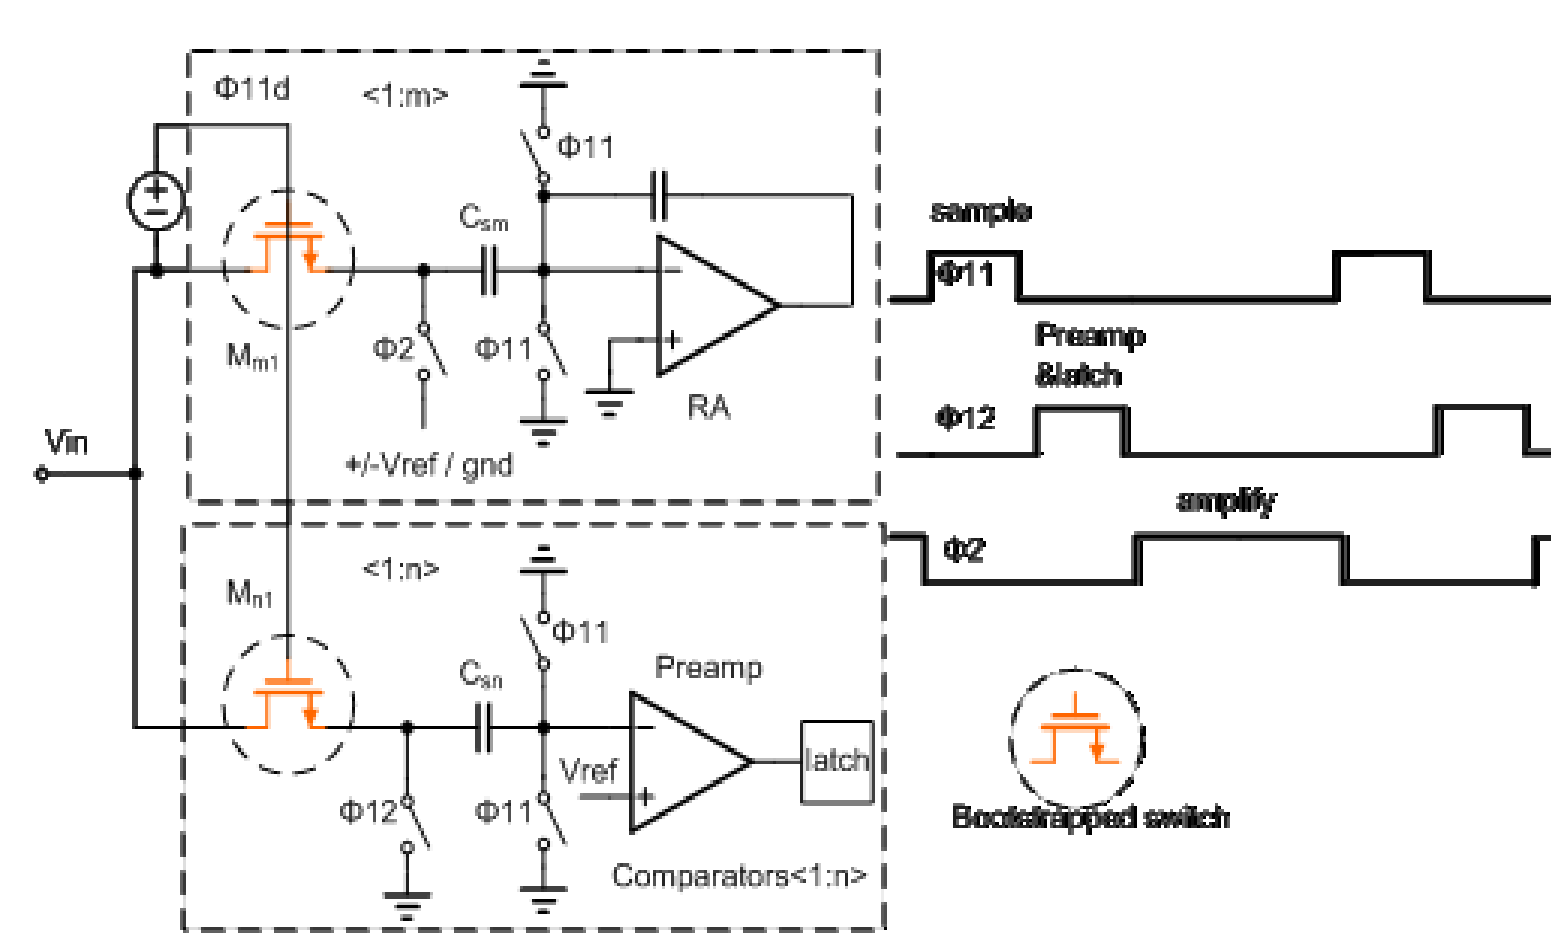 Φ11d
<1:m>
Φ11
Csm
Φ2
Φ11
Mm1
RA
+/-Vref / gnd
Vin
<1:n>
Mn1
Φ11
Csn
Preamp
Vref
latch
Φ12
Φ11
Comparators<1:n>
sample
Φ11
Preamp
&latch
Φ12
amplify
Φ2
Bootstrapped switch